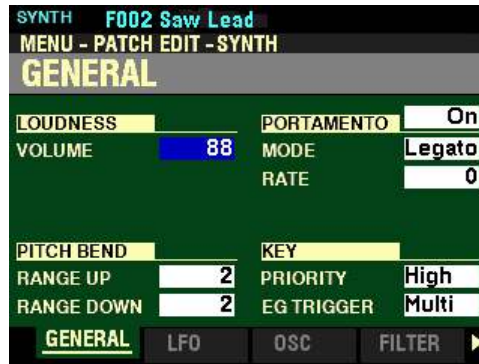 SYNTH F002 Saw Lead
MENU - PATCH EDIT - SYNTH
GENERAL
LOUDNESS
VOLUME 88
PORTAMENTO On
MODE Legato
RATE 0
PITCH BEND
RANGE UP 2
RANGE DOWN 2
KEY
PRIORITY High
EG TRIGGER Multi
GENERAL LFO OSC FILTER